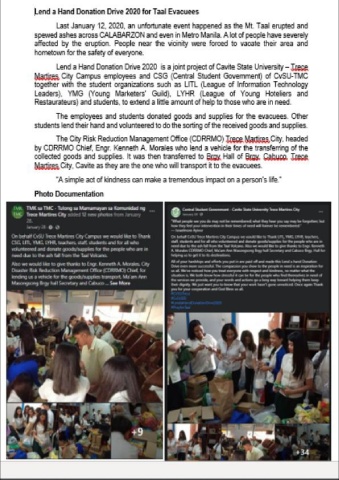 Lend a Hand Donation Drive 2020 for Taal Evacuees
Last January 12, 2020, an unfortunate event happened as the Mt. Taal erupted and
spewed ashes across CALABARZON and even in Metro Manila. A lot of people have severely
affected by the eruption. People near the vicinity were forced to vacate their area and
hometown for the safety of everyone.
Lend a Hand Donation Drive 2020 is a joint project of Cavite State University – Trece
Martires City Campus employees and CSG (Central Student Government) of CvSU-TMC
together with the student organizations such as LITL (League of Information Technology
Leaders), YMG (Young Marketers' Guild), LYHR (League of Young Hoteliers and
Restaurateurs) and students, to extend a little amount of help to those who are in need.
The employees and students donated goods and supplies for the evacuees. Other
students lend their hand and volunteered to do the sorting of the received goods and supplies.
The City Risk Reduction Management Office (CDRRMO) Trece Martires City, headed
by CDRRMO Chief, Engr. Kenneth A. Morales who lend a vehicle for the transferring of the
collected goods and supplies. It was then transferred to Brgy Hall of Brgy. Cabuco, Trece
Martires City, Cavite as they are the one who will transport it to the evacuees.
"A simple act of kindness can make a tremendous impact on a person's life."
Photo Documentation
TMK sa TMC - Tulong sa Mamamayan sa Komunidad ng
Trece Martires City added 12 new photos from January
On behalf CvSU Trece Martires City Campus we would like to Thank
CSG, LITL, YMG, LYHR, teachers, staff, students and for all who
volunteered and donate goods/supplies for the people who are in
need due to the ash fall from the Taal Volcano.
Also we would like to give thanks to Engr. Kenneth A. Morales, City
Disaster Risk Reduction Management Office (CDRRMO) Chief for
lending us a vehicle for the goods/supplies transport. Ma'am Ann
Masongsong Brgy hall Secretary and Cabuco ... See More
+9
Central Student Government - Cavite State University Trece Martires City
+34